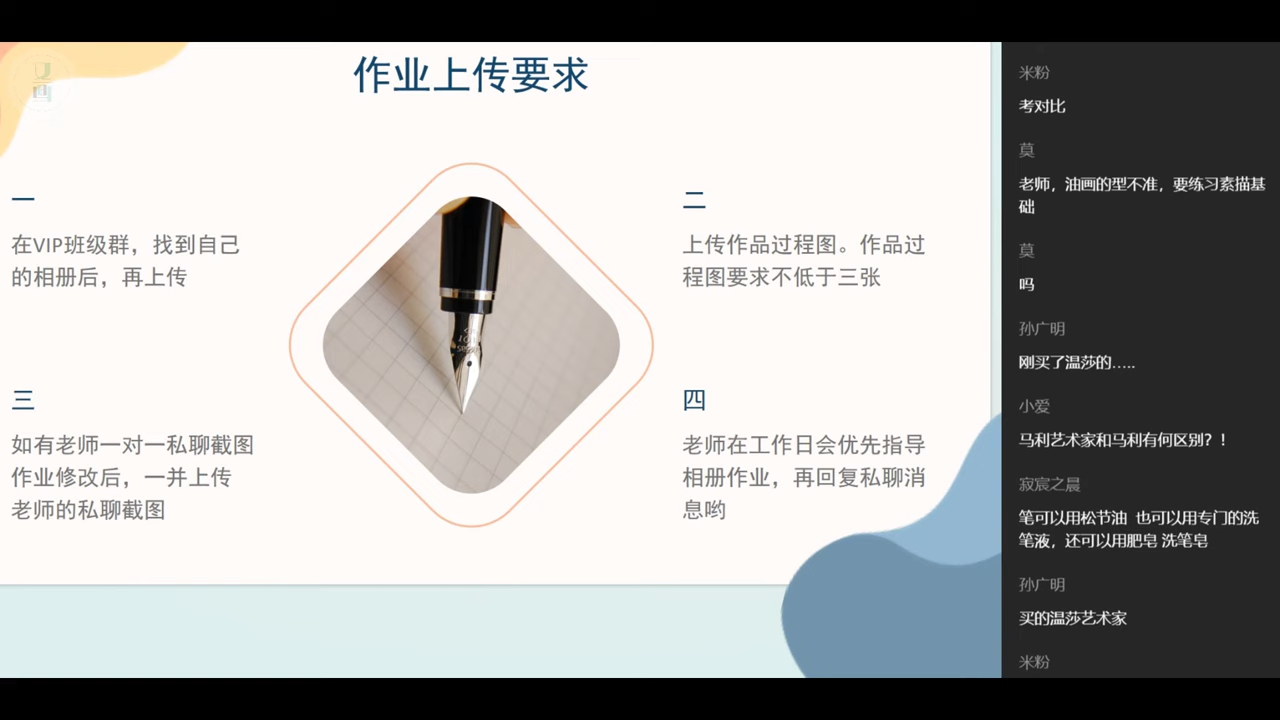 作业上传要求
一
在VIP班级群，找到自己
的相册后，再上传
二
上传作品过程图。作品过
程图要求不低于三张
三
如有老师一对一私聊截图
作业修改后，一并上传
老师的私聊截图
四
老师在工作日会优先指导
相册作业，再回复私聊消
息哟
米粉
考对比
莫
老师，油画的型不准，要练习素描基
础
莫
吗
孙广明
刚买了温莎的.....
小爱
马利艺术家和马利有何区别？！
寂宸之晨
笔可以用松节油 也可以用专门的洗
笔液，还可以用肥皂 洗笔皂
孙广明
买的温莎艺术家
米粉